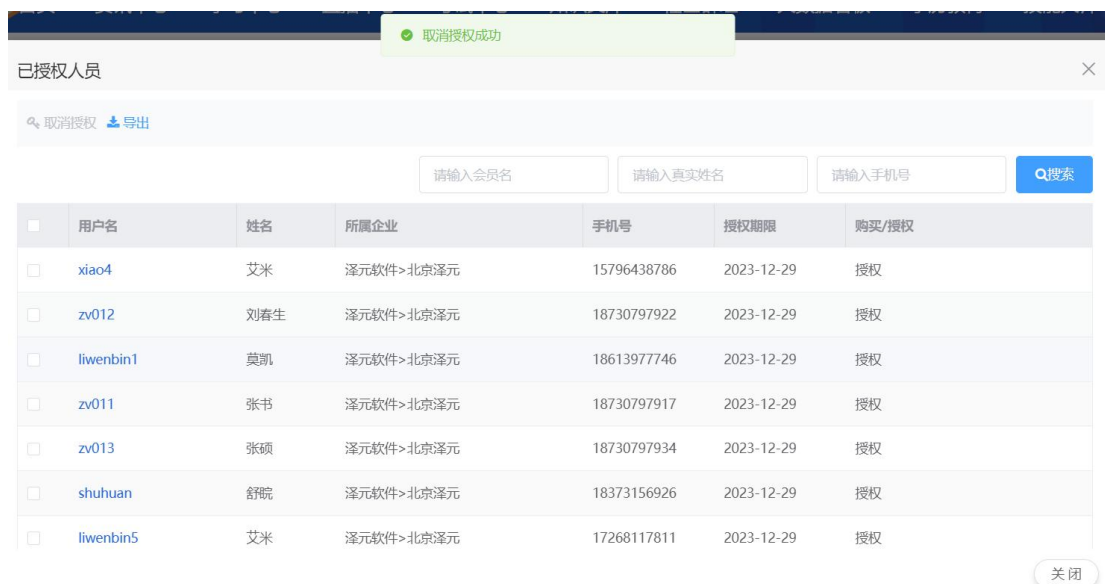 取消授权成功
已授权人员
取消授权 导出
请输入会员名 请输入真实姓名 请输入手机号 搜索
用户名 姓名 所属企业 手机号 授权期限 购买/授权
xiao4 艾米 泽元软件>北京泽元 15796438786 2023-12-29 授权
zv012 刘春生 泽元软件>北京泽元 18730797922 2023-12-29 授权
liwenbin1 莫凯 泽元软件>北京泽元 18613977746 2023-12-29 授权
zv011 张书 泽元软件>北京泽元 18730797917 2023-12-29 授权
zv013 张硕 泽元软件>北京泽元 18730797934 2023-12-29 授权
shuhuan 舒晥 泽元软件>北京泽元 18373156926 2023-12-29 授权
liwenbin5 艾米 泽元软件>北京泽元 17268117811 2023-12-29 授权
关闭